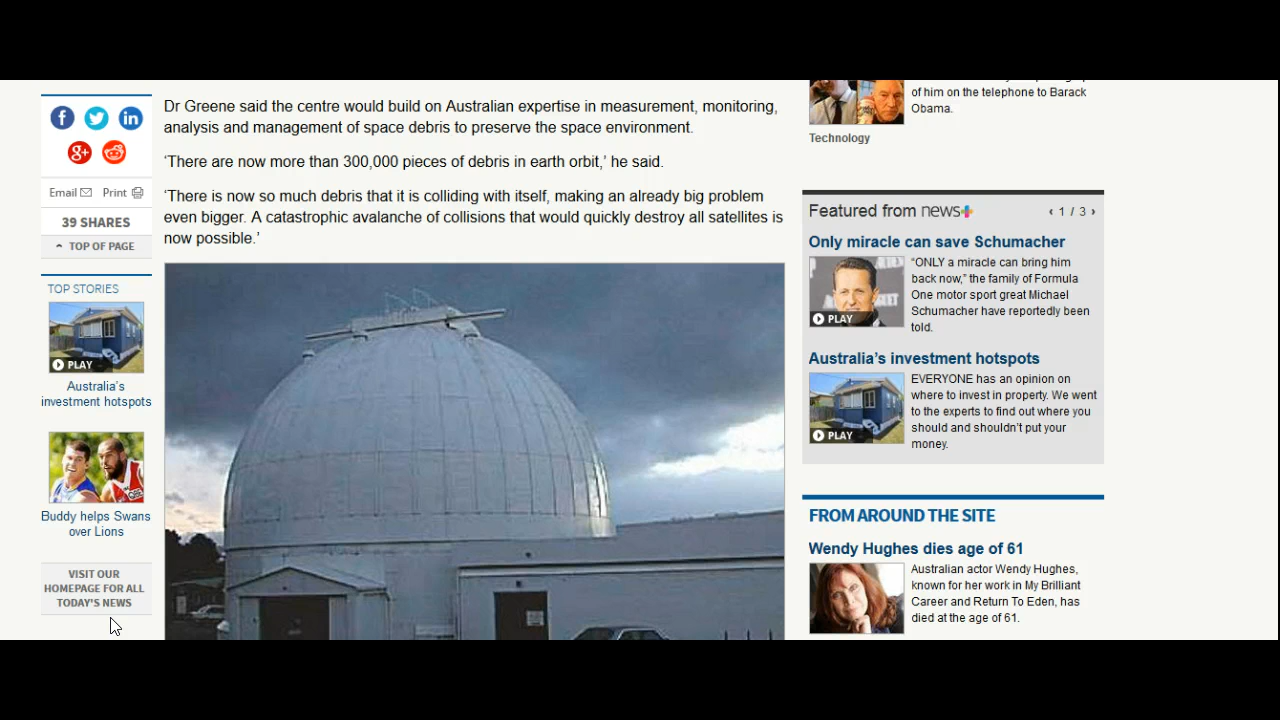 Dr Greene said the centre would build on Australian expertise in measurement, monitoring,
analysis and management of space debris to preserve the space environment.
‘There are now more than 300,000 pieces of debris in earth orbit,’ he said.
‘There is now so much debris that it is colliding with itself, making an already big problem
even bigger. A catastrophic avalanche of collisions that would quickly destroy all satellites is
now possible.’
Email
Print
39 SHARES
TOP OF PAGE
TOP STORIES
PLAY
Australia’s
investment hotspots
Buddy helps Swans
over Lions
VISIT OUR
HOMEPAGE FOR ALL
TODAY'S NEWS
of him on the telephone to Barack
Obama.
Technology
Featured from news+
‹ 1 / 3 ›
Only miracle can save Schumacher
PLAY
“ONLY a miracle can bring him
back now,” the family of Formula
One motor sport great Michael
Schumacher have reportedly been
told.
Australia’s investment hotspots
PLAY
EVERYONE has an opinion on
where to invest in property. We went
to the experts to find out where you
should and shouldn’t put your
money.
FROM AROUND THE SITE
Wendy Hughes dies age of 61
Australian actor Wendy Hughes,
known for her work in My Brilliant
Career and Return To Eden, has
died at the age of 61.